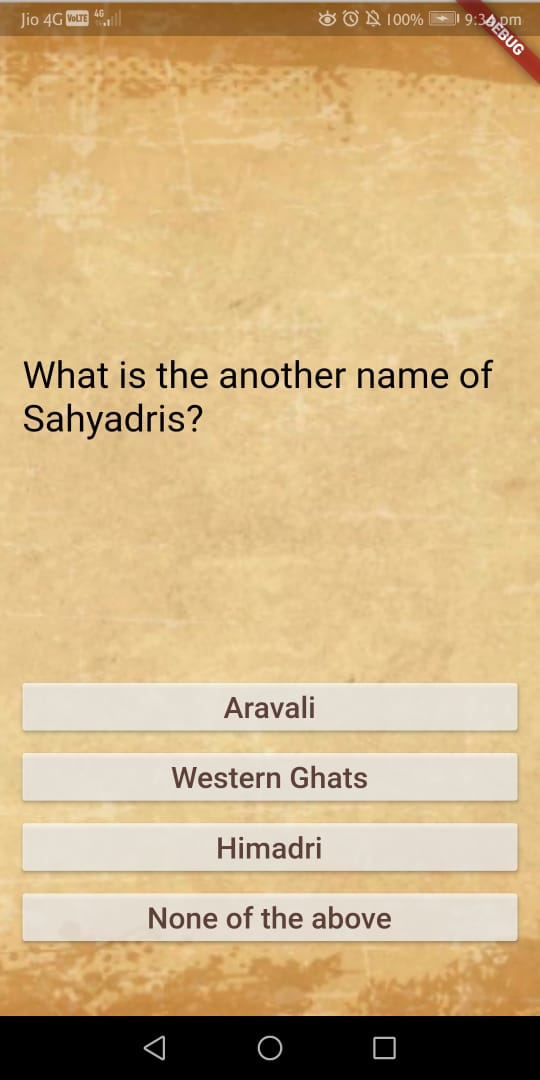 Jio 4G VoLTE 4G 100% 9:3 pm
DEBUG
What is the another name of
Sahyadris?
Aravali
Western Ghats
Himadri
None of the above